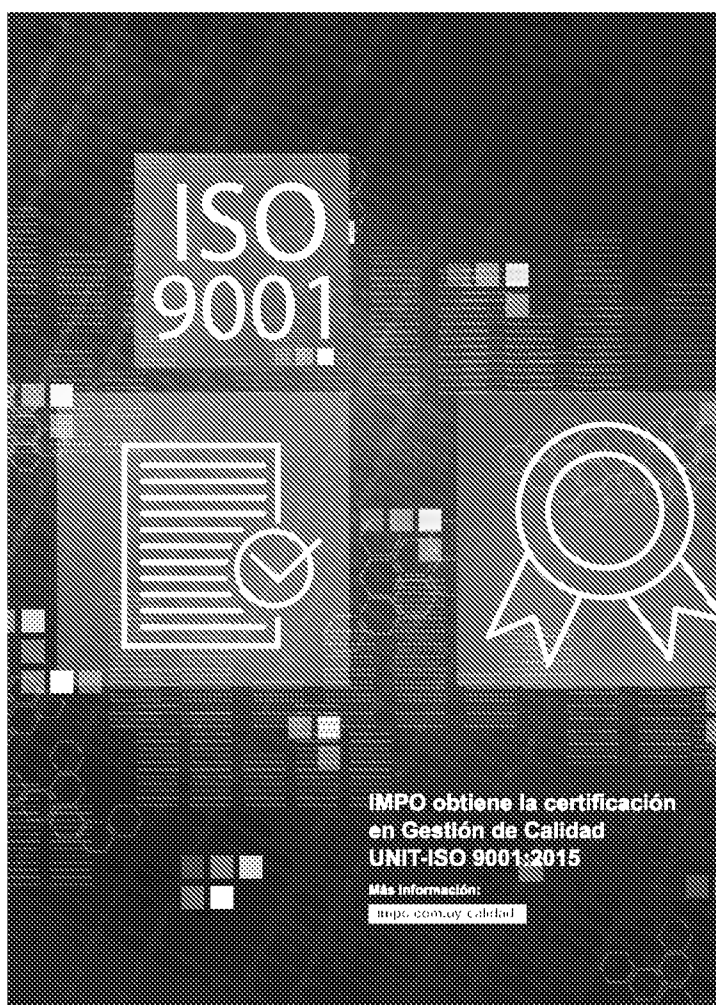 ISO
9001
IMPO obtiene la certificación
en Gestión de Calidad
UNIT-ISO 9001:2015
Más información:
impo.com.uy/calidad